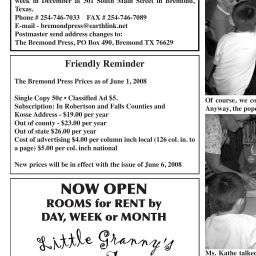 week in December at 301 South Main Street in Bremond,
Texas.
Phone # 254-746-7033 FAX # 254-746-7089
E-mail - bremondpress@earthlink.net
Postmaster send address changes to:
The Bremond Press, PO Box 490, Bremond TX 76629
Friendly Reminder
The Bremond Press Prices as of June 1, 2008
Single Copy 50¢ • Classified Ad $5.
Subscription: In Robertson and Falls Counties and
Kosse Address - $19.00 per year
Out of county - $23.00 per year
Out of state $26.00 per year
Cost of advertising $4.00 per column inch local (126 col. in. to
a page) $5.00 per col. inch national
New prices will be in effect with the issue of June 6, 2008
NOW OPEN
ROOMS for RENT by
DAY, WEEK or MONTH
Little Granny's
Of course, we co
Anyway, the pope
Ms. Kathe talked